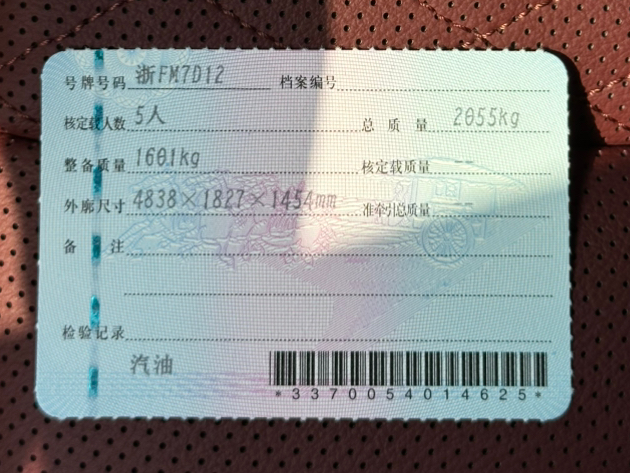 号牌号码 浙FM7D12 档案编号
核定载人数 5人 总质量 2055kg
整备质量 1601kg 核定载质量 --
外廓尺寸 4838×1827×1454mm 准牵引总质量 --
备注
检验记录
汽油
*3370054014625*